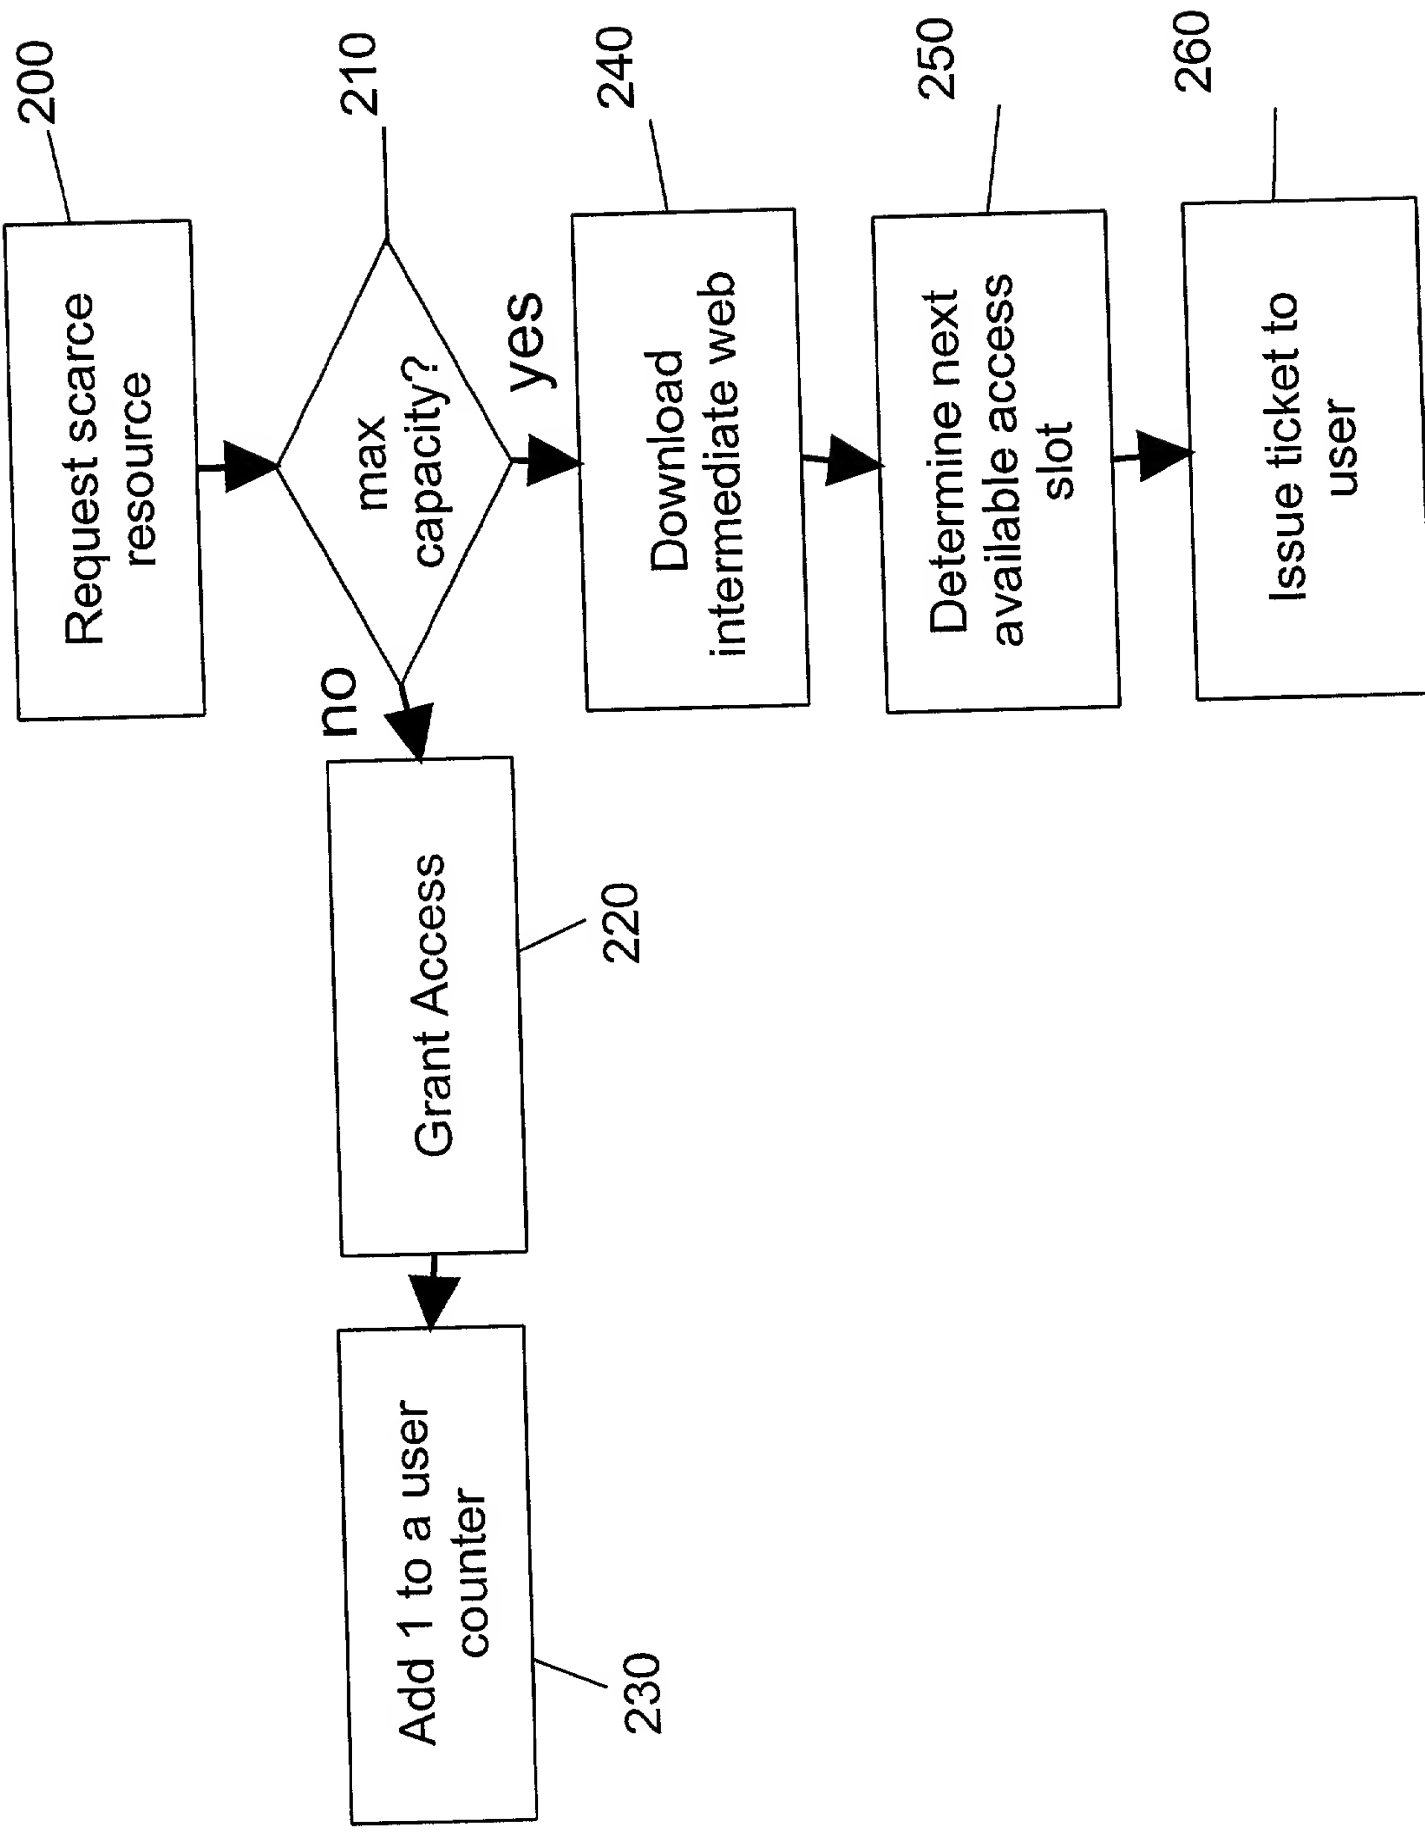 200
Request scarce
resource
210
max
capacity?
no
yes
Grant Access
220
Add 1 to a user
counter
230
240
Download
intermediate web
250
Determine next
available access
slot
260
Issue ticket to
user